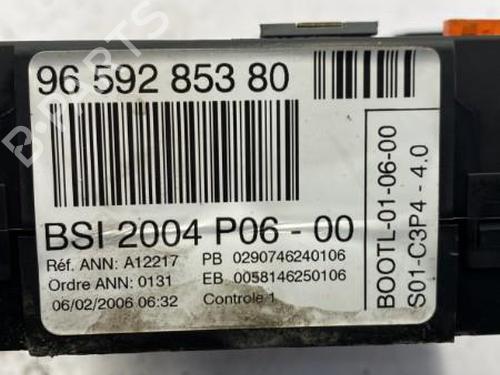 96 592 853 80
BSI 2004 P06 - 00
Réf. ANN: A12217 PB 0290746240106
Ordre ANN: 0131 EB 0058146250106
06/02/2006 06:32 Controle 1
BOOTL-01-06-00
S01-C3P4 - 4.0
B-PARTS